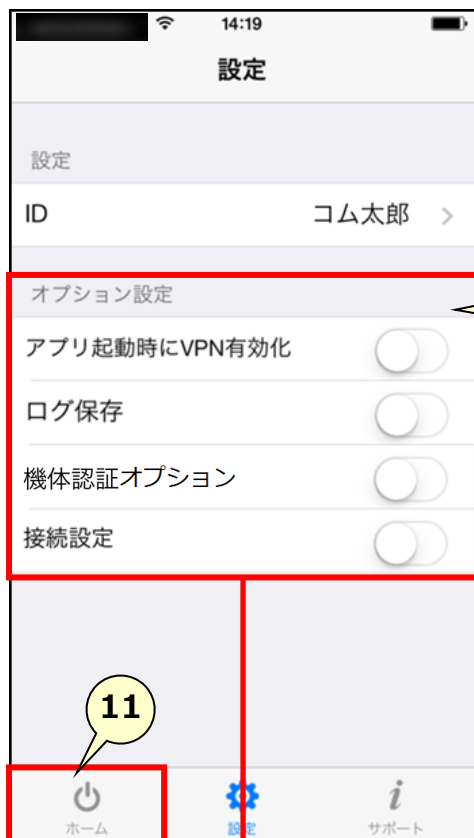 14:19
設定
設定
ID コム太郎
オプション設定
アプリ起動時にVPN有効化
ログ保存
機体認証オプション
接続設定
11
ホーム 設定 サポート